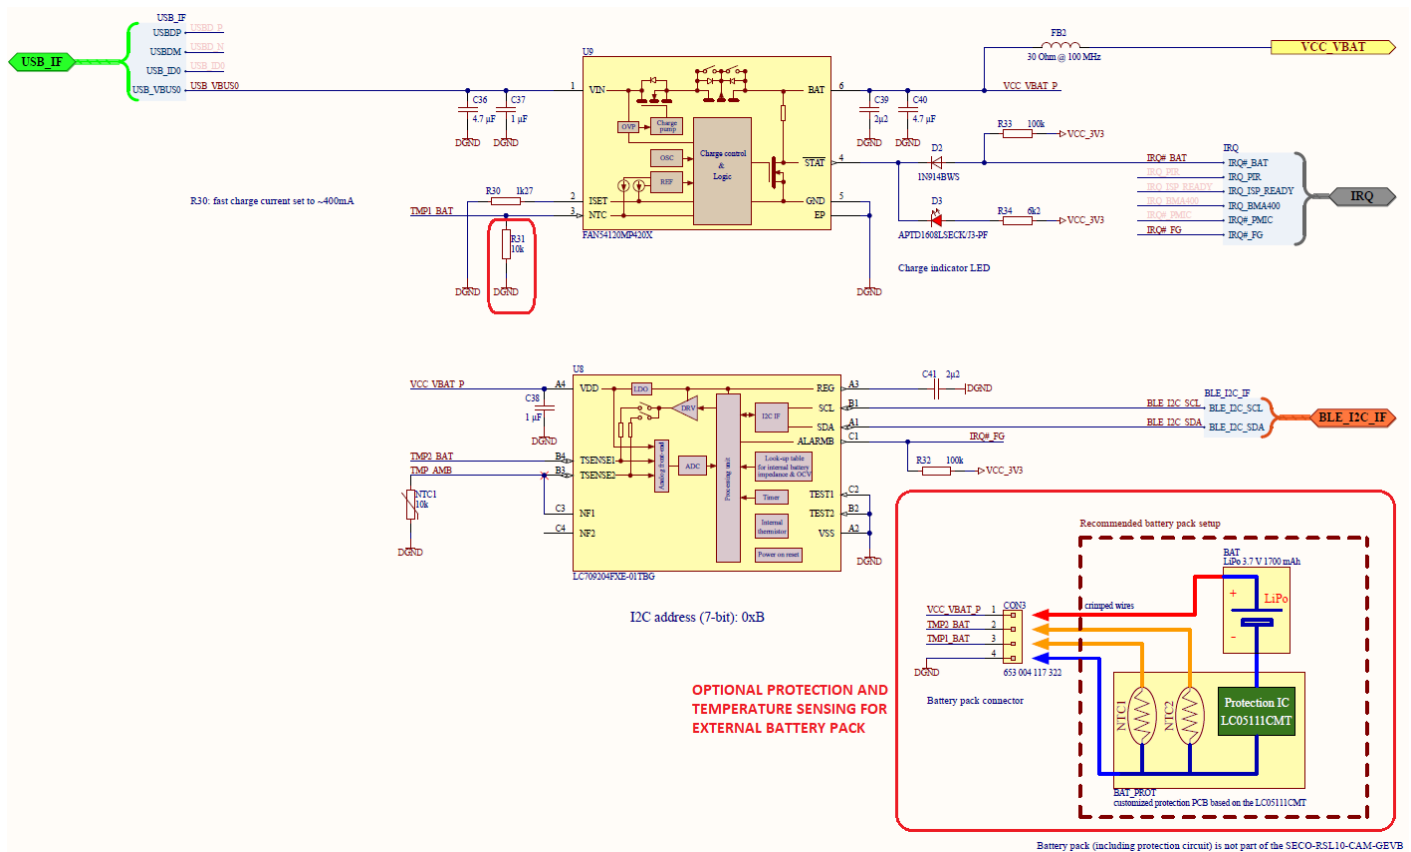 USB_IF
USB_IF
USBDP
USBD_P
USBDM
USBD_N
USB_ID0
USB_ID0
USB_VBUS0
USB_VBUS0
C36
4.7 µF
DGND
C37
1 µF
DGND
U9
1
VIN
OVP
Charge
pump
OSC
REF
Charge control
&
Logic
BAT
6
STAT
4
GND
5
EP
2
ISET
3
NTC
FAN54120MP420X
R30: fast charge current set to ~400mA
R30
1k27
TMP1_BAT
R31
10k
DGND
DGND
C39
2µ2
DGND
C40
4.7 µF
DGND
FB2
30 Ohm @ 100 MHz
VCC_VBAT
VCC_VBAT_P
R33
100k
VCC_3V3
D2
1N914BWS
D3
APTD1608LSECK/J3-PF
R34
6k2
VCC_3V3
Charge indicator LED
DGND
IRQ
IRQ#_BAT
IRQ#_BAT
IRQ_PIR
IRQ_PIR
IRQ_ISP_READY
IRQ_ISP_READY
IRQ_BMA400
IRQ_BMA400
IRQ#_PMIC
IRQ#_PMIC
IRQ#_FG
IRQ#_FG
IRQ
U8
VCC_VBAT_P
A4
VDD
C38
1 µF
DGND
TMP2_BAT
B4
TSENSE1
TMP_AMB
B3
TSENSE2
NTC1
10k
DGND
C3
NF1
C4
NF2
LDO
DRV
Analog front-end
ADC
Processing unit
I2C IF
Look-up table
for internal battery
impedance & OCV
Timer
Internal
thermistor
Power on reset
REG
A3
SCL
B1
SDA
A1
ALARMB
C1
TEST1
C2
TEST2
B2
VSS
A2
LC709204FXE-01TBG
C41
2µ2
DGND
IRQ#_FG
R32
100k
VCC_3V3
DGND
BLE_I2C_IF
BLE_I2C_SCL
BLE_I2C_SCL
BLE_I2C_SDA
BLE_I2C_SDA
BLE_I2C_IF
I2C address (7-bit): 0xB
OPTIONAL PROTECTION AND
TEMPERATURE SENSING FOR
EXTERNAL BATTERY PACK
Recommended battery pack setup
BAT
LiPo 3.7 V 1700 mAh
+
LiPo
-
CON3
crimped wires
VCC_VBAT_P
1
TMP2_BAT
2
TMP1_BAT
3
4
DGND
653 004 117 322
Battery pack connector
NTC1
NTC2
Protection IC
LC05111CMT
BAT_PROT
customized protection PCB based on the LC05111CMT
Battery pack (including protection circuit) is not part of the SECO-RSL10-CAM-GEVB